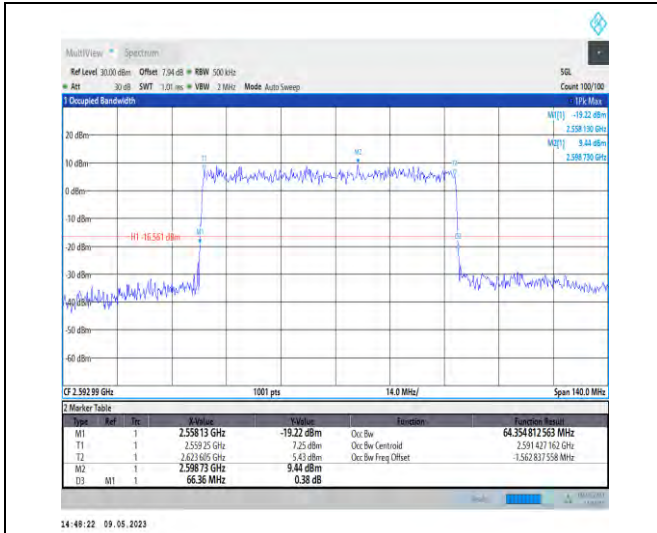 MultiView Spectrum
Ref Level 30.00 dBm Offset 7.94 dB RBW 500 kHz SGL
Att 30 dB SWT 1.01 ms VBW 2 MHz Mode Auto Sweep Count 100/100
1 Occupied Bandwidth 1Pk Max
M1[1] -19.22 dBm
2.558 130 GHz
M2[1] 9.44 dBm
2.598 730 GHz
20 dBm
10 dBm
0 dBm
-10 dBm
-20 dBm
-30 dBm
-40 dBm
-50 dBm
-60 dBm
T1
M2
T2
M1
D3
H1 -16.561 dBm
CF 2.592 99 GHz 1001 pts 14.0 MHz/ Span 140.0 MHz
2 Marker Table
Type Ref Trc X-Value Y-Value Function Function Result
M1 1 2.558 13 GHz -19.22 dBm Occ Bw 64.354 812 563 MHz
T1 1 2.559 25 GHz 7.25 dBm Occ Bw Centroid 2.591 427 162 GHz
T2 1 2.623 605 GHz 5.43 dBm Occ Bw Freq Offset -1.562 837 558 MHz
M2 1 2.598 73 GHz 9.44 dBm
D3 M1 1 66.36 MHz 0.38 dB
14:48:22 09.05.2023